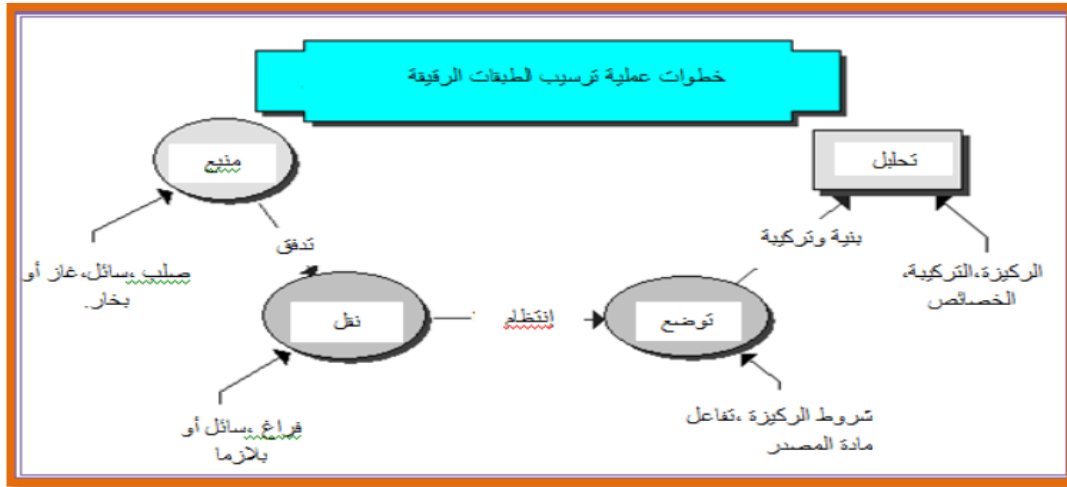 خطوات عملية ترسيب الطبقات الرقيقة
منبع
تحليل
تدفق
بنية وتركيبة
صلب ،سائل،غاز أو
بخار.
الركيزة،التركيبة،
الخصائص
نقل
إنتظام
توضع
فراغ ،سائل أو
بلازما
شروط الركيزة ،تفاعل
مادة المصدر